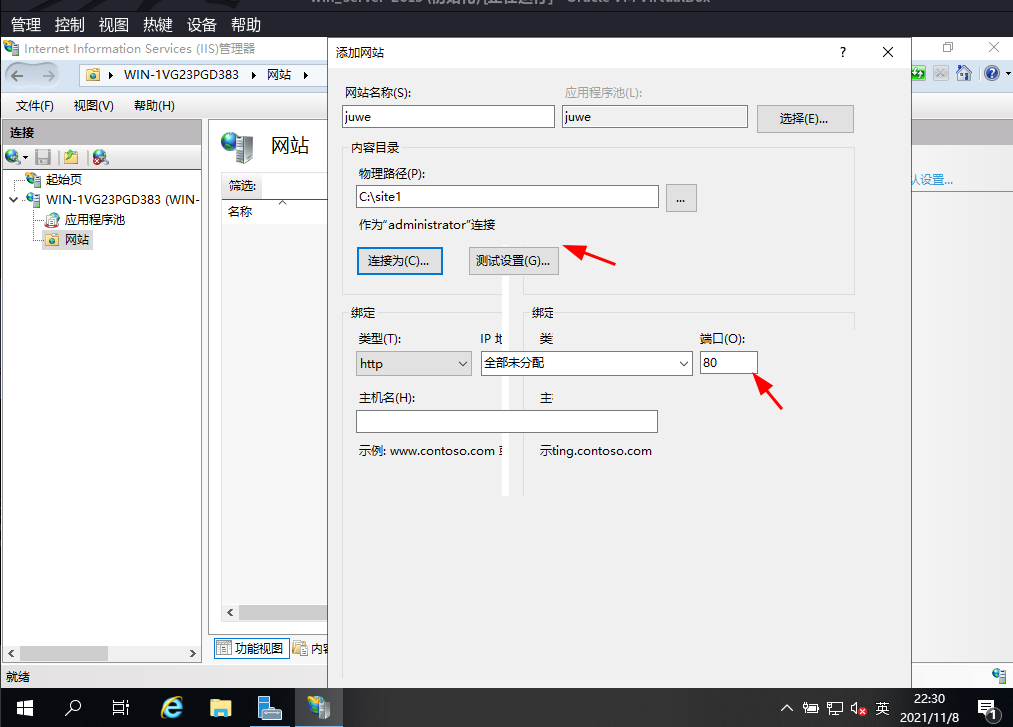 管理 控制 视图 热键 设备 帮助
Internet Information Services (IIS)管理器
WIN-1VG23PGD383 网站
文件(F) 视图(V) 帮助(H)
连接
起始页
WIN-1VG23PGD383 (WIN-
应用程序池
网站
网站
筛选:
名称
功能视图
就绪
添加网站
?
网站名称(S): 应用程序池(L):
juwe juwe 选择(E)...
内容目录
物理路径(P):
C:\site1 ...
作为"administrator"连接
连接为(C)... 测试设置(G)...
绑定 绑定
类型(T): IP 类 端口(O):
http 全部未分配 80
主机名(H): 主
示例: www.contoso.com 示ting.contoso.com
设置...
英
22:30
2021/11/8
1